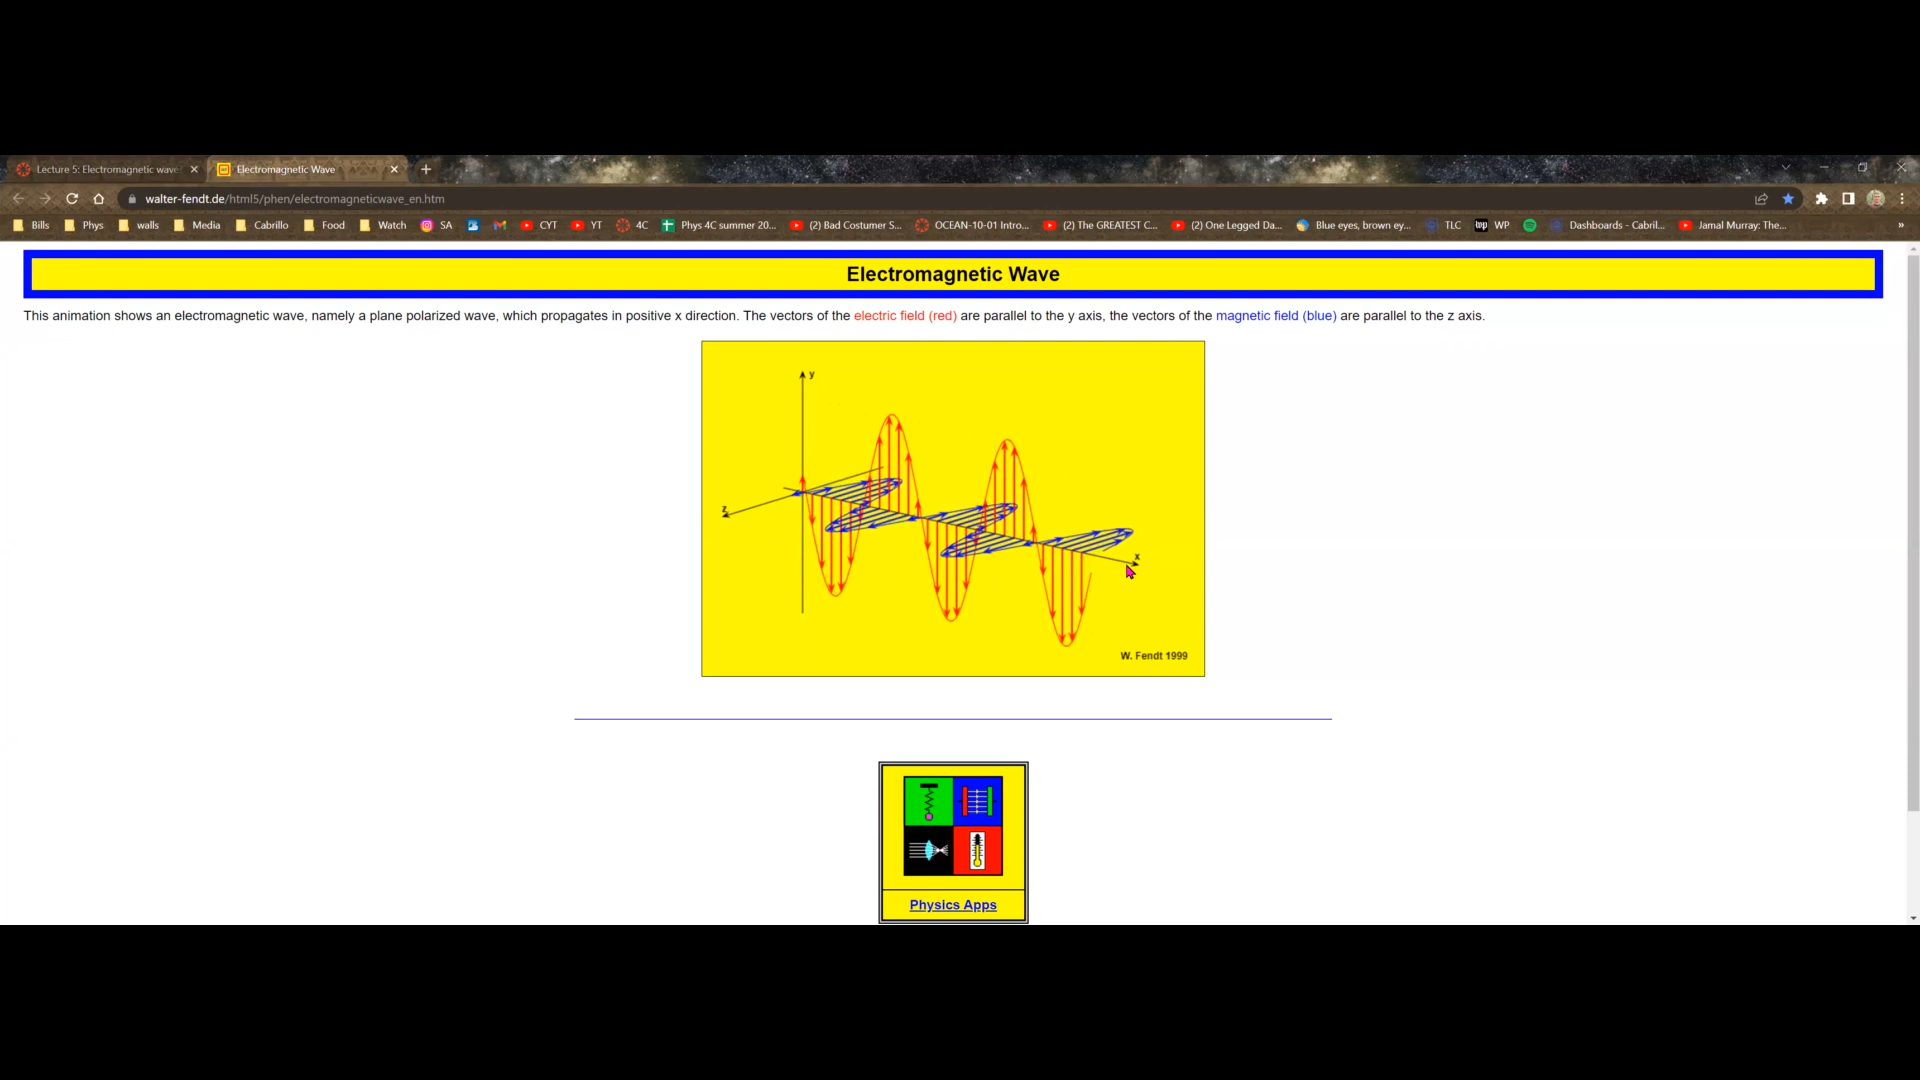 Lecture 5: Electromagnetic wave
Electromagnetic Wave
walter-fendt.de/html5/phen/electromagneticwave_en.htm
Bills Phys walls Media Cabrillo Food Watch SA CYT YT 4C Phys 4C summer 20... (2) Bad Costumer S... OCEAN-10-01 Intro... (2) The GREATEST C... (2) One Legged Da... Blue eyes, brown ey... TLC wp WP Dashboards - Cabril... Jamal Murray: The... »
Electromagnetic Wave
This animation shows an electromagnetic wave, namely a plane polarized wave, which propagates in positive x direction. The vectors of the electric field (red) are parallel to the y axis, the vectors of the magnetic field (blue) are parallel to the z axis.
y
z
x
W. Fendt 1999
Physics Apps